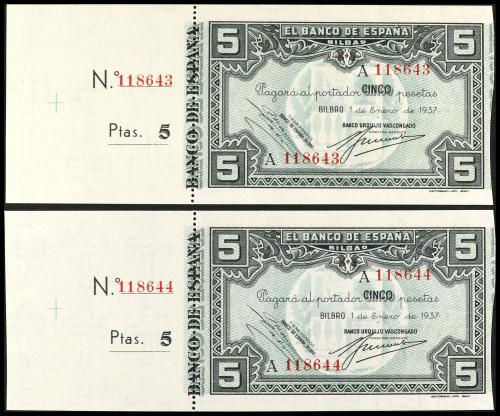 5 EL BANCO DE ESPAÑA 5
BILBAO
N.º 118643
A 118643
Pagará al portador CINCO pesetas
BILBAO 1 de Enero de 1937
BANCO URQUIJO VASCONGADO
Ptas. 5
BANCO DE ESPAÑA
A 118643
5 5
5 EL BANCO DE ESPAÑA 5
BILBAO
N.º 118644
A 118644
Pagará al portador CINCO pesetas
BILBAO 1 de Enero de 1937
BANCO URQUIJO VASCONGADO
Ptas. 5
BANCO DE ESPAÑA
A 118644
5 5